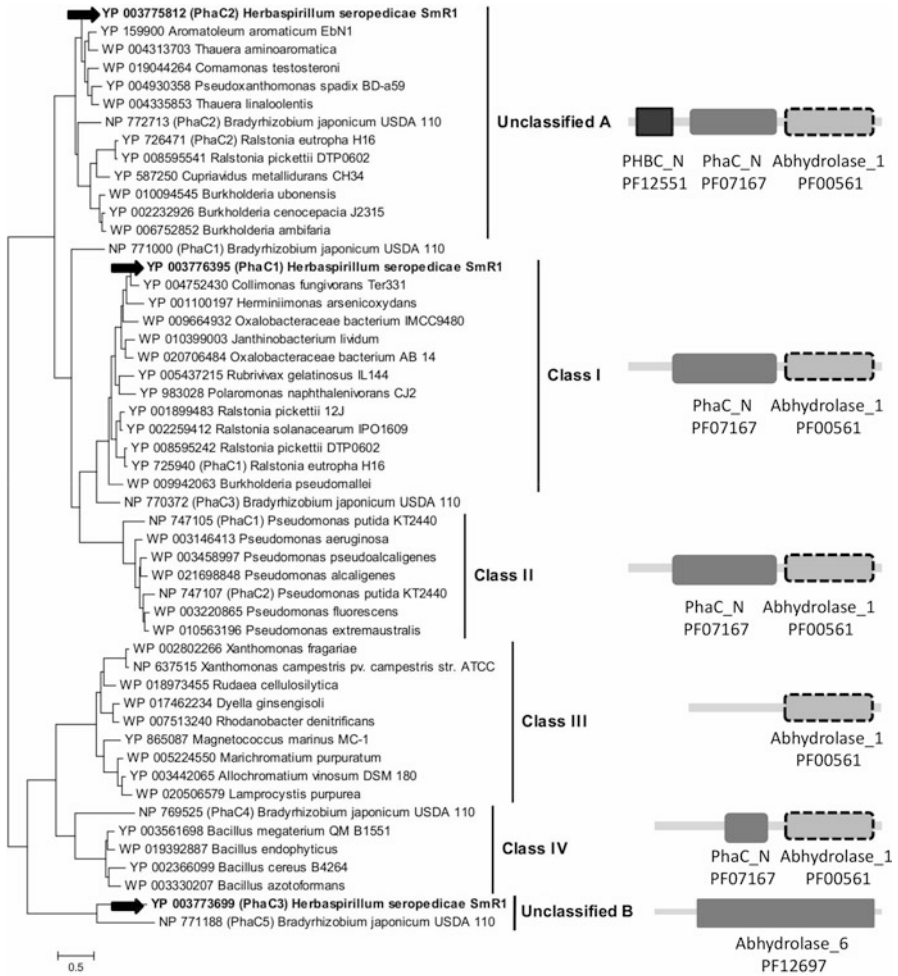 YP 003775812 (PhaC2) Herbaspirillum seropedicae SmR1
YP 159900 Aromatoleum aromaticum EbN1
WP 004313703 Thauera aminoaromatica
WP 019044264 Comamonas testosteroni
YP 004930358 Pseudoxanthomonas spadix BD-a59
WP 004335853 Thauera linaloolentis
NP 772713 (PhaC2) Bradyrhizobium japonicum USDA 110
YP 726471 (PhaC2) Ralstonia eutropha H16
YP 008595541 Ralstonia pickettii DTP0602
YP 587250 Cupriavidus metallidurans CH34
WP 010094545 Burkholderia ubonensis
YP 002232926 Burkholderia cenocepacia J2315
WP 006752852 Burkholderia ambifaria
Unclassified A
PHBC_N
PF12551
PhaC_N
PF07167
Abhydrolase_1
PF00561
NP 771000 (PhaC1) Bradyrhizobium japonicum USDA 110
YP 003776395 (PhaC1) Herbaspirillum seropedicae SmR1
YP 004752430 Collimonas fungivorans Ter331
YP 001100197 Herminiimonas arsenicoxydans
WP 009664932 Oxalobacteraceae bacterium IMCC9480
WP 010399003 Janthinobacterium lividum
WP 020706484 Oxalobacteraceae bacterium AB 14
YP 005437215 Rubrivivax gelatinosus IL144
YP 983028 Polaromonas naphthalenivorans CJ2
YP 001899483 Ralstonia pickettii 12J
YP 002259412 Ralstonia solanacearum IPO1609
YP 008595242 Ralstonia pickettii DTP0602
YP 725940 (PhaC1) Ralstonia eutropha H16
WP 009942063 Burkholderia pseudomallei
Class I
PhaC_N
PF07167
Abhydrolase_1
PF00561
NP 770372 (PhaC3) Bradyrhizobium japonicum USDA 110
NP 747105 (PhaC1) Pseudomonas putida KT2440
WP 003146413 Pseudomonas aeruginosa
WP 003458997 Pseudomonas pseudoalcaligenes
WP 021698848 Pseudomonas alcaligenes
NP 747107 (PhaC2) Pseudomonas putida KT2440
WP 003220865 Pseudomonas fluorescens
WP 010563196 Pseudomonas extremaustralis
Class II
PhaC_N
PF07167
Abhydrolase_1
PF00561
WP 002802266 Xanthomonas fragariae
NP 637515 Xanthomonas campestris pv. campestris str. ATCC
WP 018973455 Rudaea cellulosilytica
WP 017462234 Dyella ginsengisoli
WP 007513240 Rhodanobacter denitrificans
YP 865087 Magnetococcus marinus MC-1
WP 005224550 Marichromatium purpuratum
YP 003442065 Allochromatium vinosum DSM 180
WP 020506579 Lamprocystis purpurea
Class III
Abhydrolase_1
PF00561
NP 769525 (PhaC4) Bradyrhizobium japonicum USDA 110
YP 003561698 Bacillus megaterium QM B1551
WP 019392887 Bacillus endophyticus
YP 002366099 Bacillus cereus B4264
WP 003330207 Bacillus azotoformans
Class IV
PhaC_N
PF07167
Abhydrolase_1
PF00561
YP 003773699 (PhaC3) Herbaspirillum seropedicae SmR1
NP 771188 (PhaC5) Bradyrhizobium japonicum USDA 110
Unclassified B
Abhydrolase_6
PF12697
0.5